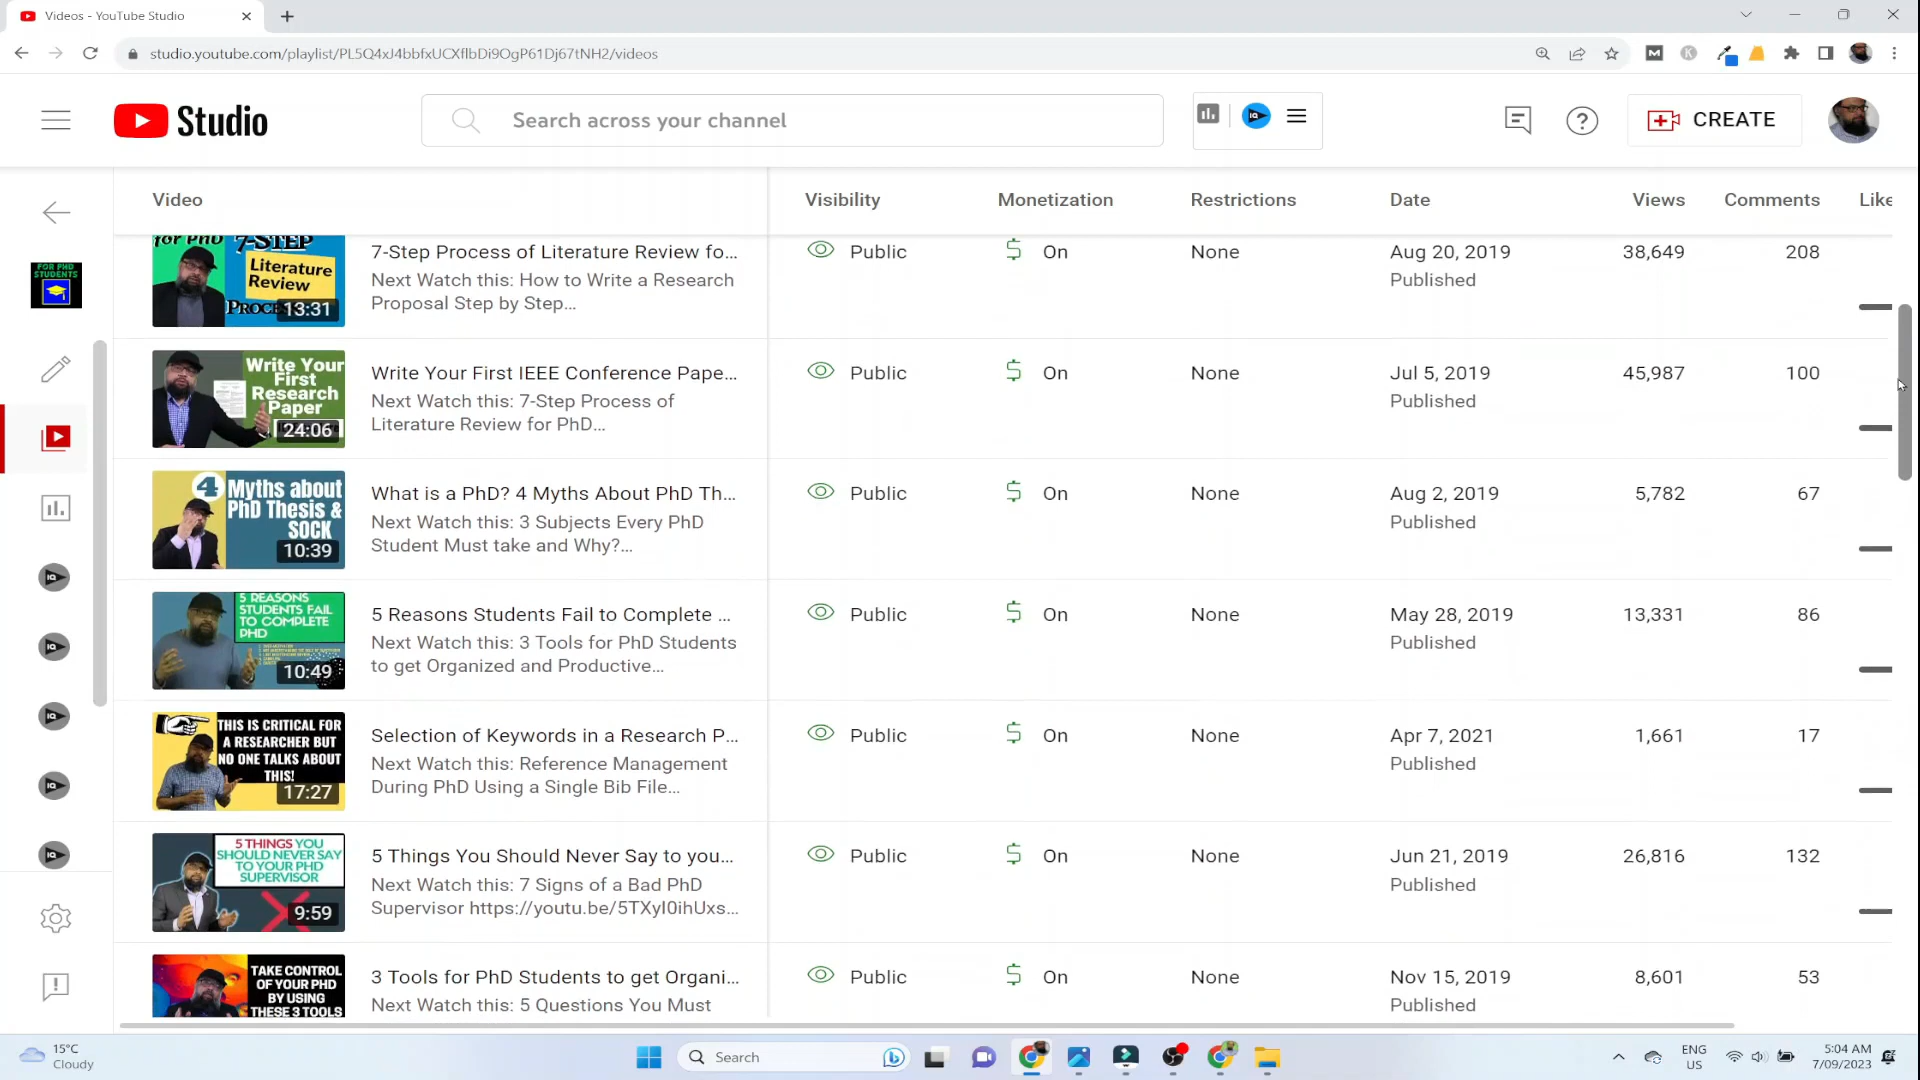 Videos - YouTube Studio
studio.youtube.com/playlist/PL5Q4xJ4bbfxUCXflbDi9OgP61Dj67tNH2/videos
Studio
Search across your channel
IQ
CREATE
Video
Visibility
Monetization
Restrictions
Date
Views
Comments
Like
FOR PHD
STUDENTS
for PhD 7-STEP
Literature
Review
13:31
7-Step Process of Literature Review fo...
Next Watch this: How to Write a Research
Proposal Step by Step...
Public
On
None
Aug 20, 2019
Published
38,649
208
Write Your
First
Research
Paper
24:06
Write Your First IEEE Conference Pape...
Next Watch this: 7-Step Process of
Literature Review for PhD...
Public
On
None
Jul 5, 2019
Published
45,987
100
4 Myths about
PhD Thesis &
SOCK
10:39
What is a PhD? 4 Myths About PhD Th...
Next Watch this: 3 Subjects Every PhD
Student Must take and Why?...
Public
On
None
Aug 2, 2019
Published
5,782
67
5 REASONS
STUDENTS FAIL
TO COMPLETE
PHD
10:49
5 Reasons Students Fail to Complete ...
Next Watch this: 3 Tools for PhD Students
to get Organized and Productive...
Public
On
None
May 28, 2019
Published
13,331
86
THIS IS CRITICAL FOR
A RESEARCHER BUT
NO ONE TALKS ABOUT
THIS!
17:27
Selection of Keywords in a Research P...
Next Watch this: Reference Management
During PhD Using a Single Bib File...
Public
On
None
Apr 7, 2021
Published
1,661
17
5 THINGS YOU
SHOULD NEVER SAY
TO YOUR PHD
SUPERVISOR
9:59
5 Things You Should Never Say to you...
Next Watch this: 7 Signs of a Bad PhD
Supervisor https://youtu.be/5TXyI0ihUxs...
Public
On
None
Jun 21, 2019
Published
26,816
132
TAKE CONTROL
OF YOUR PHD
BY USING
THESE 3 TOOLS
3 Tools for PhD Students to get Organi...
Next Watch this: 5 Questions You Must
Public
On
None
Nov 15, 2019
Published
8,601
53
IQ
IQ
IQ
IQ
IQ
15°C
Cloudy
Search
ENG
US
5:04 AM
7/09/2023